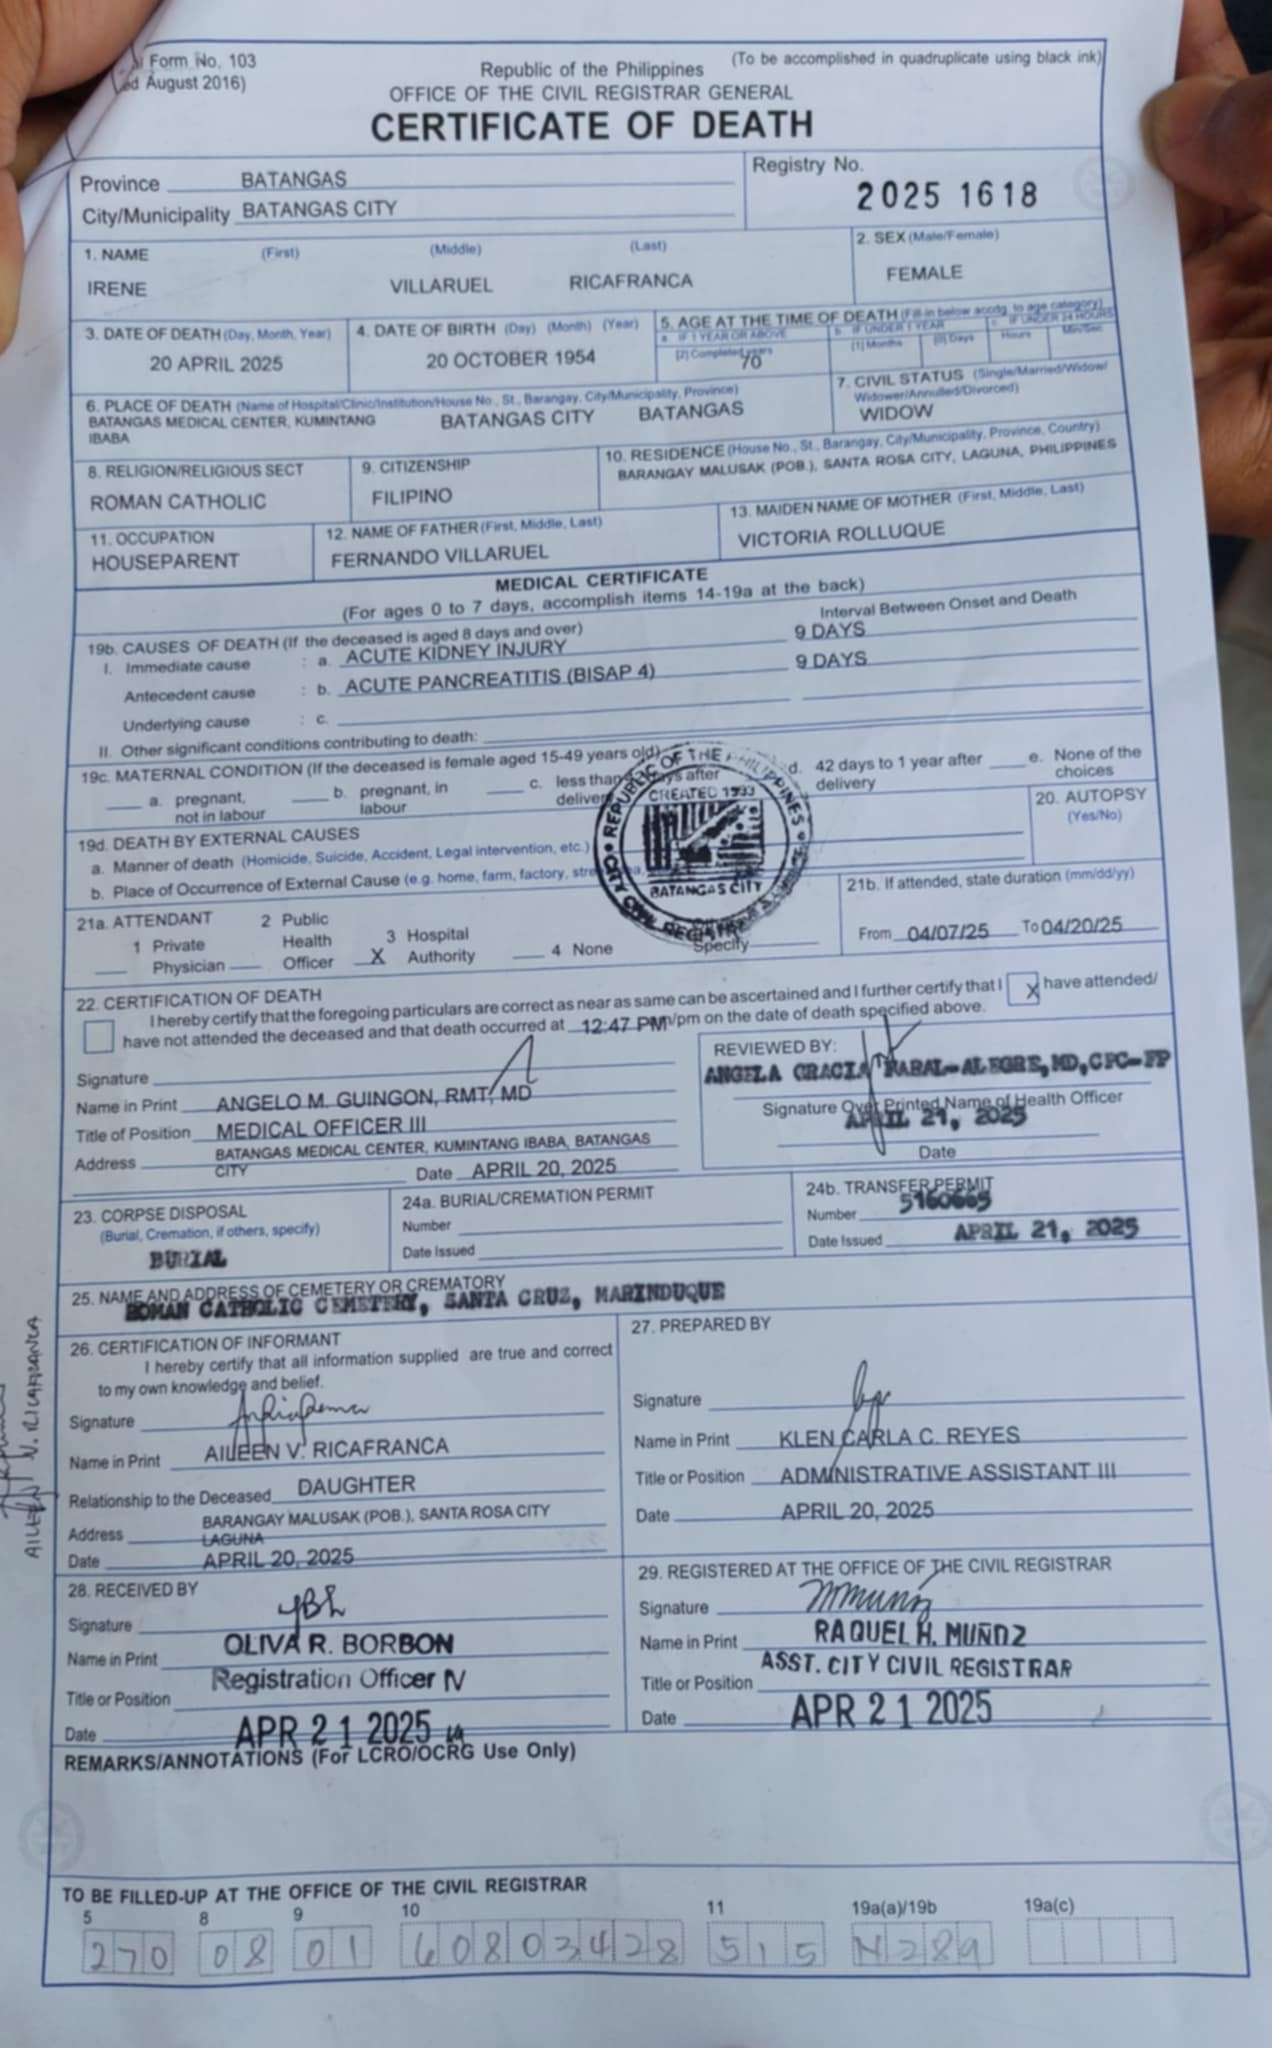 Form No. 103
August 2016)
(To be accomplished in quadruplicate using black ink)
Republic of the Philippines
OFFICE OF THE CIVIL REGISTRAR GENERAL
CERTIFICATE OF DEATH
Province BATANGAS
City/Municipality BATANGAS CITY
Registry No.
2025 1618
1. NAME (First) (Middle) (Last)
IRENE VILLARUEL RICAFRANCA
2. SEX (Male/Female)
FEMALE
3. DATE OF DEATH (Day, Month, Year)
20 APRIL 2025
4. DATE OF BIRTH (Day) (Month) (Year)
20 OCTOBER 1954
5. AGE AT THE TIME OF DEATH (Fill-in below accdg. to age category)
a. IF 1 YEAR OR ABOVE
b. IF UNDER 1 YEAR
c. IF UNDER 24 HOURS
[2] Completed years
70
[1] Months
[0] Days
Hours
Min/Sec
6. PLACE OF DEATH (Name of Hospital/Clinic/Institution/House No., St., Barangay, City/Municipality, Province)
BATANGAS MEDICAL CENTER, KUMINTANG
IBABA
BATANGAS CITY BATANGAS
7. CIVIL STATUS (Single/Married/Widow/
Widower/Annulled/Divorced)
WIDOW
8. RELIGION/RELIGIOUS SECT
ROMAN CATHOLIC
9. CITIZENSHIP
FILIPINO
10. RESIDENCE (House No., St., Barangay, City/Municipality, Province, Country)
BARANGAY MALUSAK (POB.), SANTA ROSA CITY, LAGUNA, PHILIPPINES
11. OCCUPATION
HOUSEPARENT
12. NAME OF FATHER (First, Middle, Last)
FERNANDO VILLARUEL
13. MAIDEN NAME OF MOTHER (First, Middle, Last)
VICTORIA ROLLUQUE
MEDICAL CERTIFICATE
(For ages 0 to 7 days, accomplish items 14-19a at the back)
19b. CAUSES OF DEATH (If the deceased is aged 8 days and over)
Interval Between Onset and Death
I. Immediate cause : a. ACUTE KIDNEY INJURY 9 DAYS
Antecedent cause : b. ACUTE PANCREATITIS (BISAP 4) 9 DAYS
Underlying cause : c.
II. Other significant conditions contributing to death:
19c. MATERNAL CONDITION (If the deceased is female aged 15-49 years old)
a. pregnant,
not in labour
b. pregnant, in
labour
c. less than days after
delivery
d. 42 days to 1 year after
delivery
e. None of the
choices
19d. DEATH BY EXTERNAL CAUSES
a. Manner of death (Homicide, Suicide, Accident, Legal intervention, etc.)
b. Place of Occurrence of External Cause (e.g. home, farm, factory,
20. AUTOPSY
(Yes/No)
REPUBLIC OF THE PHILIPPINES
CREATED
BATANGAS CITY
CITY CIVIL REGISTRAR
21a. ATTENDANT
1 Private
Physician
2 Public
Health
Officer
X 3 Hospital
Authority
4 None
Specify
21b. If attended, state duration (mm/dd/yy)
From 04/07/25 To 04/20/25
22. CERTIFICATION OF DEATH
I hereby certify that the foregoing particulars are correct as near as same can be ascertained and I further certify that I X have attended/
have not attended the deceased and that death occurred at 12:47 PM /pm on the date of death specified above.
Signature
Name in Print ANGELO M. GUINGON, RMT, MD
Title of Position MEDICAL OFFICER III
Address BATANGAS MEDICAL CENTER, KUMINTANG IBABA, BATANGAS
CITY Date APRIL 20, 2025
REVIEWED BY:
ANGELA GRACIA -ALEGRE, MD, CPC-FP
Signature Over Printed Name of Health Officer
APRIL 21, 2025
Date
23. CORPSE DISPOSAL
(Burial, Cremation, if others, specify)
BURIAL
24a. BURIAL/CREMATION PERMIT
Number
Date Issued
24b. TRANSFER PERMIT
Number 5160665
Date Issued APRIL 21, 2025
25. NAME AND ADDRESS OF CEMETERY OR CREMATORY
ROMAN CATHOLIC CEMETERY, SANTA CRUZ, MARINDUQUE
26. CERTIFICATION OF INFORMANT
I hereby certify that all information supplied are true and correct
to my own knowledge and belief.
Signature
Name in Print AILEEN V. RICAFRANCA
Relationship to the Deceased DAUGHTER
Address BARANGAY MALUSAK (POB.), SANTA ROSA CITY
LAGUNA
Date APRIL 20, 2025
AILEEN V. RICAFRANCA
27. PREPARED BY
Signature
Name in Print KLEN CARLA C. REYES
Title or Position ADMINISTRATIVE ASSISTANT III
Date APRIL 20, 2025
28. RECEIVED BY
Signature
Name in Print OLIVA R. BORBON
Registration Officer IV
Title or Position
Date APR 21 2025
29. REGISTERED AT THE OFFICE OF THE CIVIL REGISTRAR
Signature
Name in Print RAQUEL H. MUÑOZ
ASST. CITY CIVIL REGISTRAR
Title or Position
Date APR 21 2025
REMARKS/ANNOTATIONS (For LCRO/OCRG Use Only)
TO BE FILLED-UP AT THE OFFICE OF THE CIVIL REGISTRAR
5 8 9 10 11 19a(a)/19b 19a(c)
270 08 01 60803428 515 N289